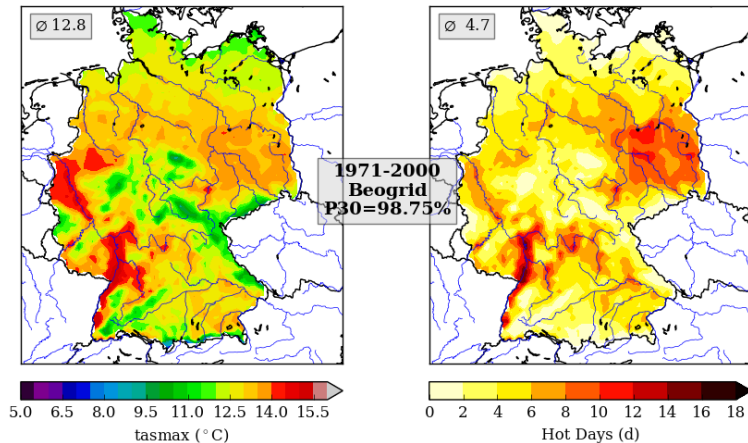 ∅ 12.8
∅ 4.7
1971-2000
Beogrid
P30=98.75%
5.0 6.5 8.0 9.5 11.0 12.5 14.0 15.5
tasmax (°C)
0 2 4 6 8 10 12 14 16 18
Hot Days (d)